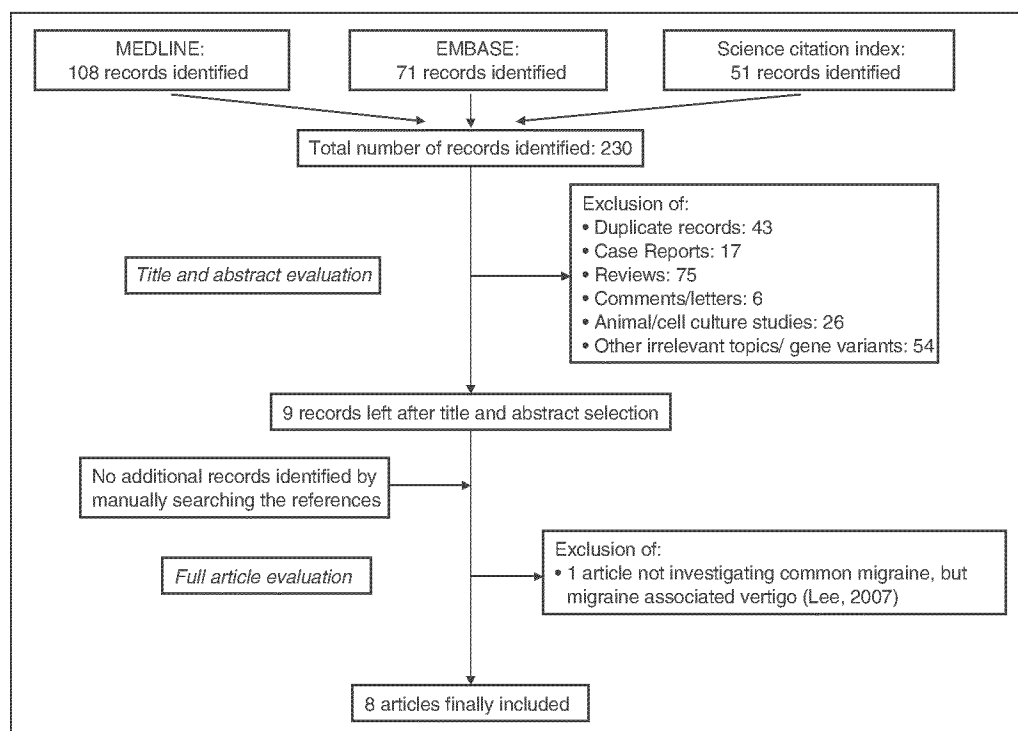 MEDLINE:
108 records identified
EMBASE:
71 records identified
Science citation index:
51 records identified
Total number of records identified: 230
Exclusion of:
• Duplicate records: 43
• Case Reports: 17
• Reviews: 75
• Comments/letters: 6
• Animal/cell culture studies: 26
• Other irrelevant topics/ gene variants: 54
Title and abstract evaluation
9 records left after title and abstract selection
No additional records identified by
manually searching the references
Full article evaluation
Exclusion of:
• 1 article not investigating common migraine, but
migraine associated vertigo (Lee, 2007)
8 articles finally included